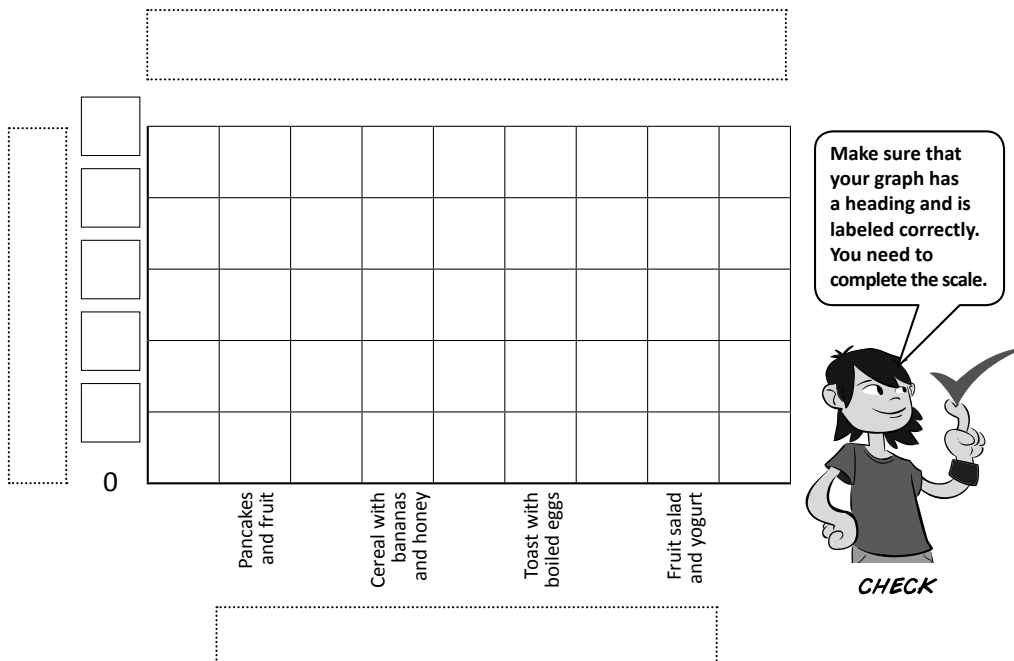 Make sure that
your graph has
a heading and is
labeled correctly.
You need to
complete the scale.
0
Pancakes
and fruit
Cereal with
bananas
and honey
Toast with
boiled eggs
Fruit salad
and yogurt
CHECK